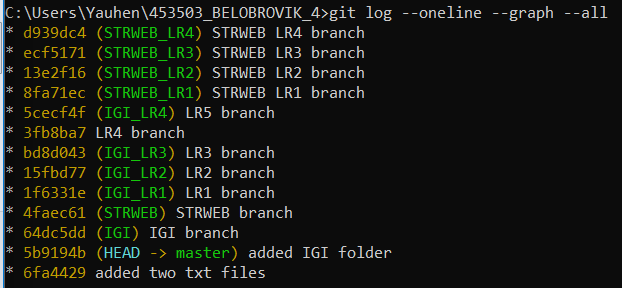 C:\Users\Yauhen\453503_BELOBROVIK_4>git log --oneline --graph --all
* d939dc4 (STRWEB_LR4) STRWEB LR4 branch
* ecf5171 (STRWEB_LR3) STRWEB LR3 branch
* 13e2f16 (STRWEB_LR2) STRWEB LR2 branch
* 8fa71ec (STRWEB_LR1) STRWEB LR1 branch
* 5cecf4f (IGI_LR4) LR5 branch
* 3fb8ba7 LR4 branch
* bd8d043 (IGI_LR3) LR3 branch
* 15fbd77 (IGI_LR2) LR2 branch
* 1f6331e (IGI_LR1) LR1 branch
* 4faec61 (STRWEB) STRWEB branch
* 64dc5dd (IGI) IGI branch
* 5b9194b (HEAD -> master) added IGI folder
* 6fa4429 added two txt files